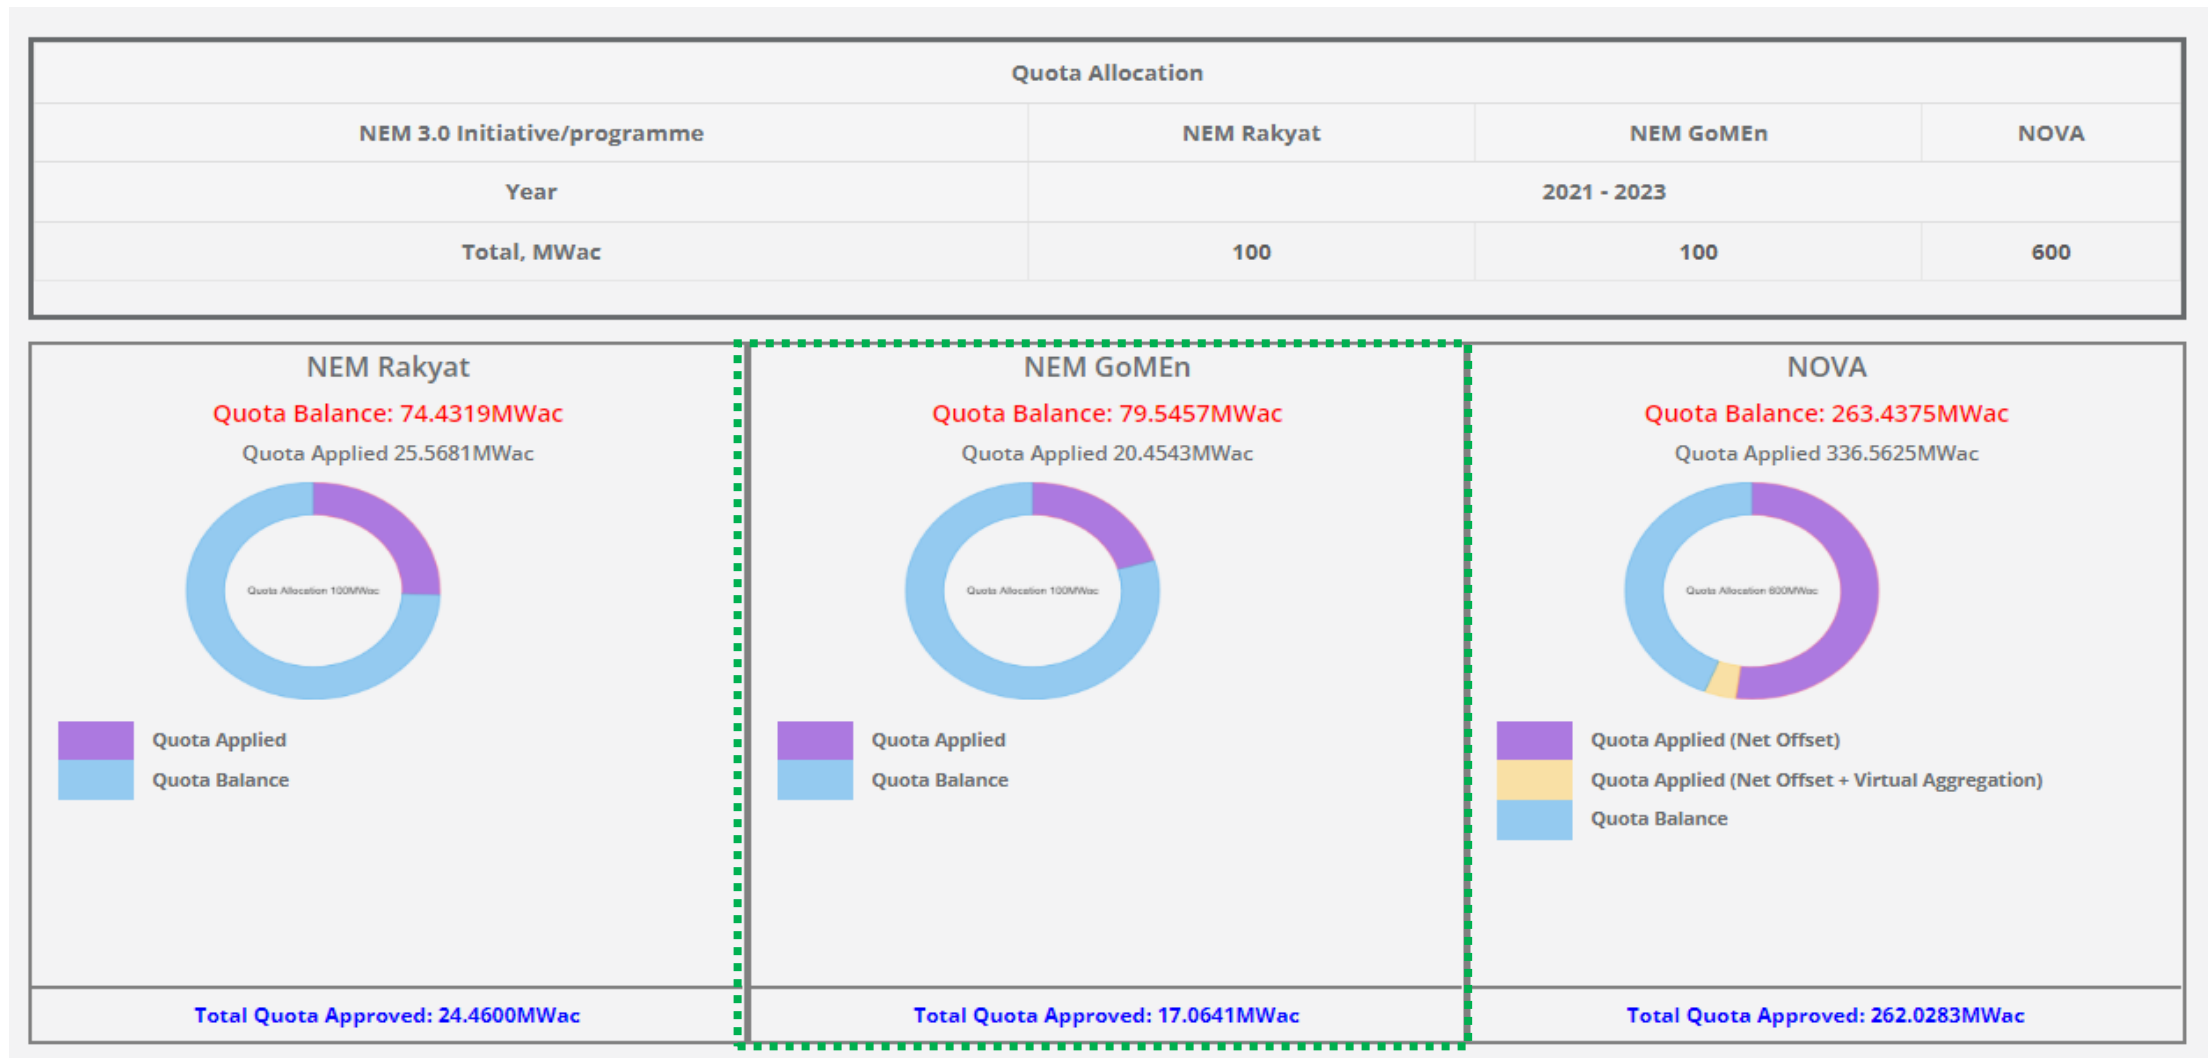 Quota Allocation
NEM 3.0 Initiative/programme NEM Rakyat NEM GoMEn NOVA
Year 2021 - 2023
Total, MWac 100 100 600
NEM Rakyat
Quota Balance: 74.4319MWac
Quota Applied 25.5681MWac
Quota Allocation 100MWac
Quota Applied
Quota Balance
Total Quota Approved: 24.4600MWac
NEM GoMEn
Quota Balance: 79.5457MWac
Quota Applied 20.4543MWac
Quota Allocation 100MWac
Quota Applied
Quota Balance
Total Quota Approved: 17.0641MWac
NOVA
Quota Balance: 263.4375MWac
Quota Applied 336.5625MWac
Quota Allocation 600MWac
Quota Applied (Net Offset)
Quota Applied (Net Offset + Virtual Aggregation)
Quota Balance
Total Quota Approved: 262.0283MWac